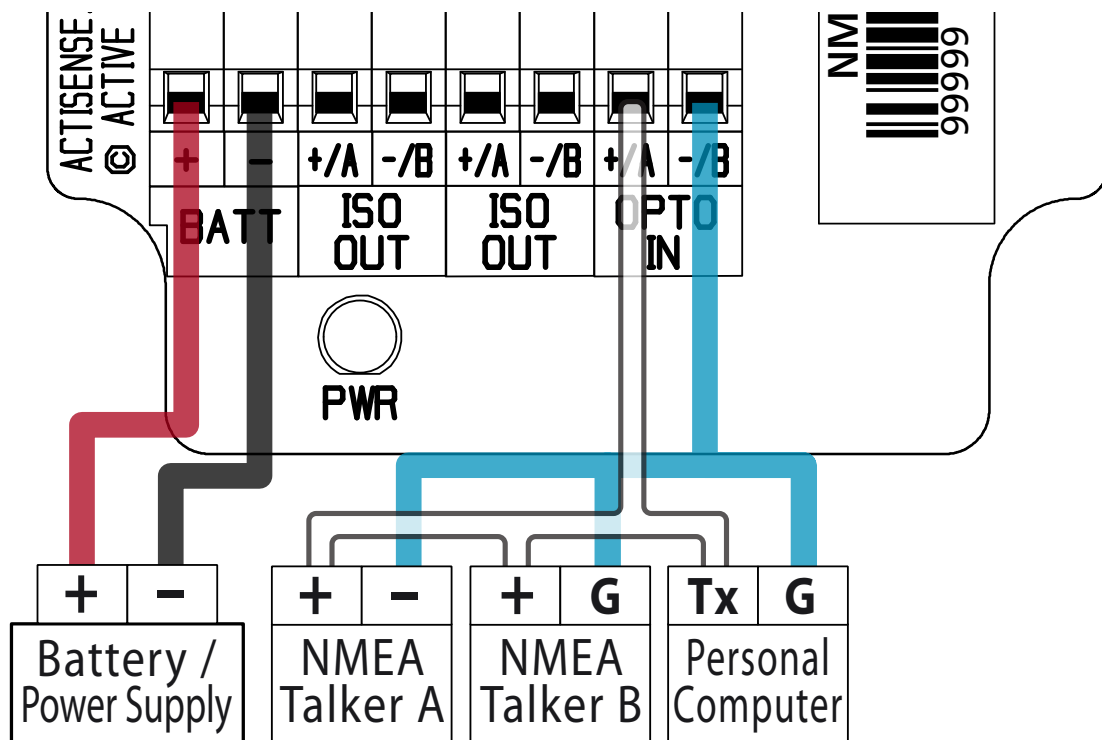 ACTISENSE
© ACTIVE
NM
999999
+ - +/A -/B +/A -/B +/A -/B
BATT ISO OUT ISO OUT OPTO IN
PWR
+ - + - + G Tx G
Battery /
Power Supply
NMEA
Talker A
NMEA
Talker B
Personal
Computer